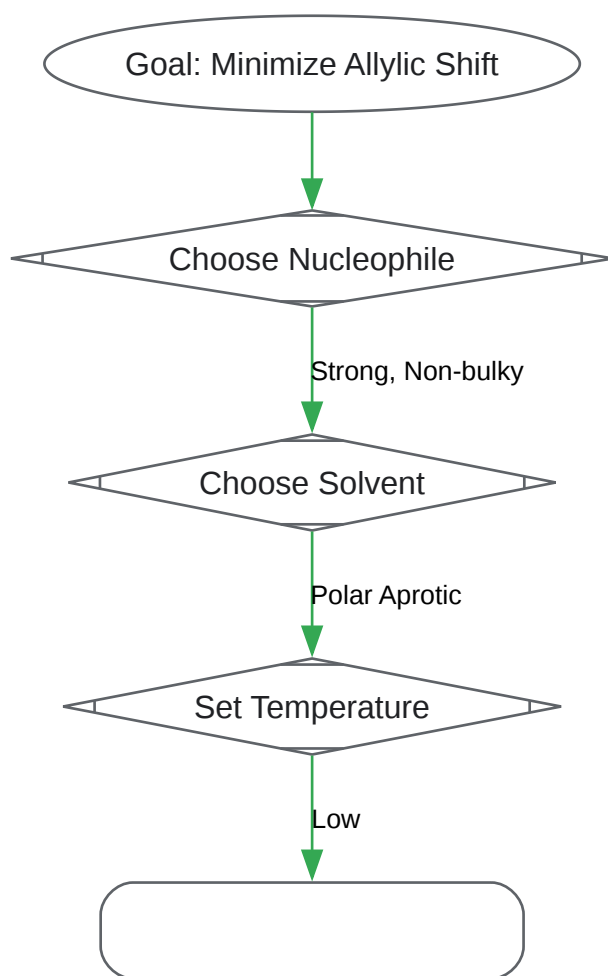 Goal: Minimize Allylic Shift
Choose Nucleophile
Strong, Non-bulky
Choose Solvent
Polar Aprotic
Set Temperature
Low